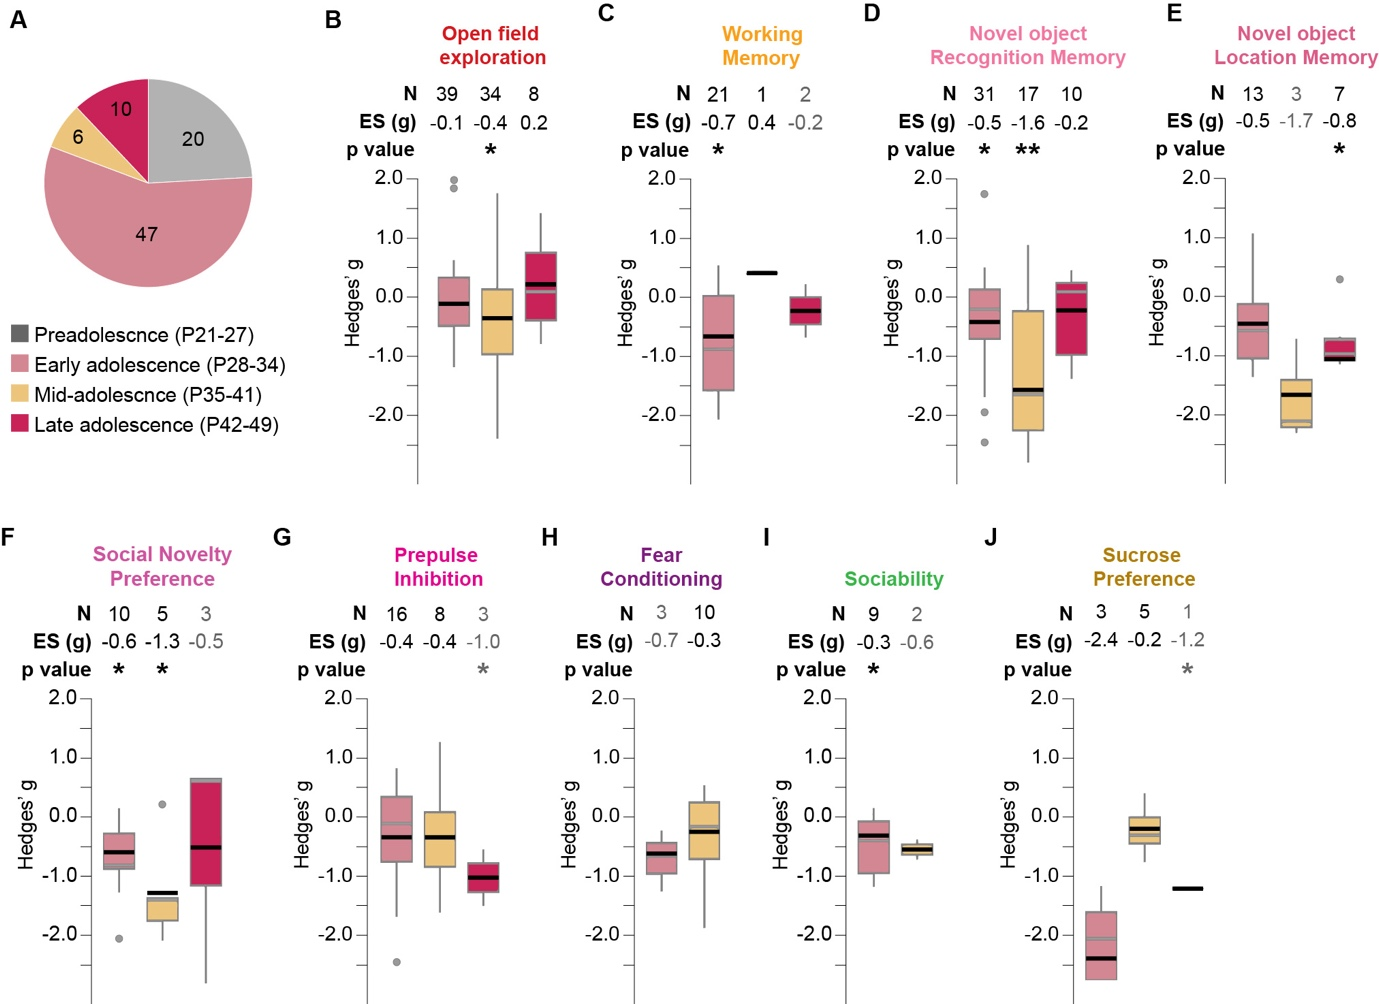 A
20
47
6
10
Preadolescnce (P21-27)
Early adolescence (P28-34)
Mid-adolescnce (P35-41)
Late adolescence (P42-49)
B
Open field
exploration
N 39 34 8
ES (g) -0.1 -0.4 0.2
p value *
2.0
1.0
0.0
-1.0
-2.0
Hedges' g
C
Working
Memory
N 21 1 2
ES (g) -0.7 0.4 -0.2
p value *
2.0
1.0
0.0
-1.0
-2.0
Hedges' g
D
Novel object
Recognition Memory
N 31 17 10
ES (g) -0.5 -1.6 -0.2
p value * **
2.0
1.0
0.0
-1.0
-2.0
Hedges' g
E
Novel object
Location Memory
N 13 3 7
ES (g) -0.5 -1.7 -0.8
p value *
2.0
1.0
0.0
-1.0
-2.0
Hedges' g
F
Social Novelty
Preference
N 10 5 3
ES (g) -0.6 -1.3 -0.5
p value * *
2.0
1.0
0.0
-1.0
-2.0
Hedges' g
G
Prepulse
Inhibition
N 16 8 3
ES (g) -0.4 -0.4 -1.0
p value *
2.0
1.0
0.0
-1.0
-2.0
Hedges' g
H
Fear
Conditioning
N 3 10
ES (g) -0.7 -0.3
p value
2.0
1.0
0.0
-1.0
-2.0
Hedges' g
I
Sociability
N 9 2
ES (g) -0.3 -0.6
p value *
2.0
1.0
0.0
-1.0
-2.0
Hedges' g
J
Sucrose
Preference
N 3 5 1
ES (g) -2.4 -0.2 -1.2
p value *
2.0
1.0
0.0
-1.0
-2.0
Hedges' g